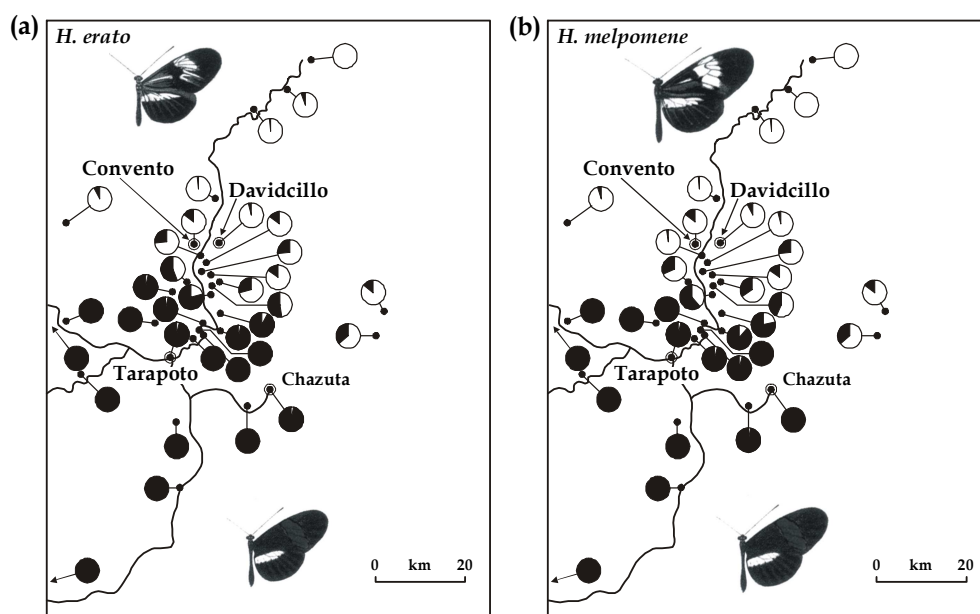 (a)
H. erato
Convento
Davidcillo
Tarapoto
Chazuta
0 km 20
(b)
H. melpomene
Convento
Davidcillo
Tarapoto
Chazuta
0 km 20